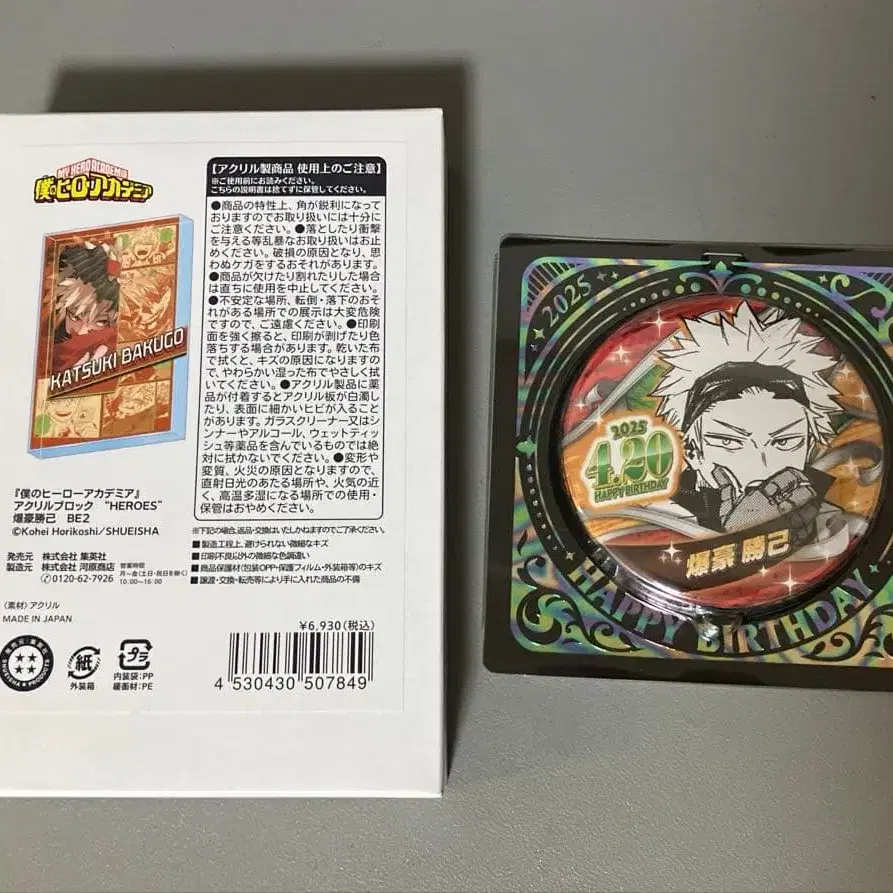 MY HERO ACADEMIA
僕のヒーローアカデミア
KATSUKI BAKUGO
『僕のヒーローアカデミア』
アクリルブロック “HEROES”
爆豪勝己 BE2
©Kohei Horikoshi/SHUEISHA
発売元 株式会社 集英社
製造元 株式会社 河原商店 営業時間
✆0120-62-7926 月～金(土日・祝日を除く)
10:00～16:00
〈素材〉アクリル
MADE IN JAPAN
SHUEISHA PRODUCTS
紙
外装箱
プラ
内装袋:PP
緩衝材:PE
【アクリル製商品 使用上のご注意】
※ご使用前にお読みください。
こちらの説明書は捨てずに保管してください。
●商品の特性上、角が鋭利になって
おりますのでお取り扱いには十分に
ご注意ください。●落としたり衝撃
を与える等乱暴なお取り扱いはお止
めください。破損の原因となり、思
わぬケガをするおそれがあります。
●商品が欠けたり割れたりした場合
は直ちに使用を中止してください。
●不安定な場所、転倒・落下のおそ
れがある場所での展示は大変危険
ですので、ご遠慮ください。●印刷
面を強く擦ると、印刷が剥げたり色
落ちする場合があります。乾いた布
で拭くと、キズの原因になりますの
で、やわらかい湿った布でやさしく拭
いてください。●アクリル製品に薬
品が付着するとアクリル板が白濁し
たり、表面に細かいヒビが入ること
があります。ガラスクリーナー又はシ
ンナーやアルコール、ウェットティッ
シュ等薬品を含んでいるものでは絶
対に拭かないでください。●変形や
変質、火災の原因となりますので、
直射日光のあたる場所や、火気の近
く、高温多湿になる場所での使用・
保管はおやめください。
※下記の場合、返品・交換はいたしかねますのでご了承ください。
■製造工程上、避けられない微細なキズ
■印刷不良以外の微細な色調違い
■商品保護材(包装OPP・保護フィルム・外装箱等)のキズ
■譲渡・交換・転売等により手に入れた商品の不備
¥6,930(税込)
4 530430 507849
2025
2025
4.20
HAPPY BIRTHDAY
爆豪 勝己
HAPPY BIRTHDAY